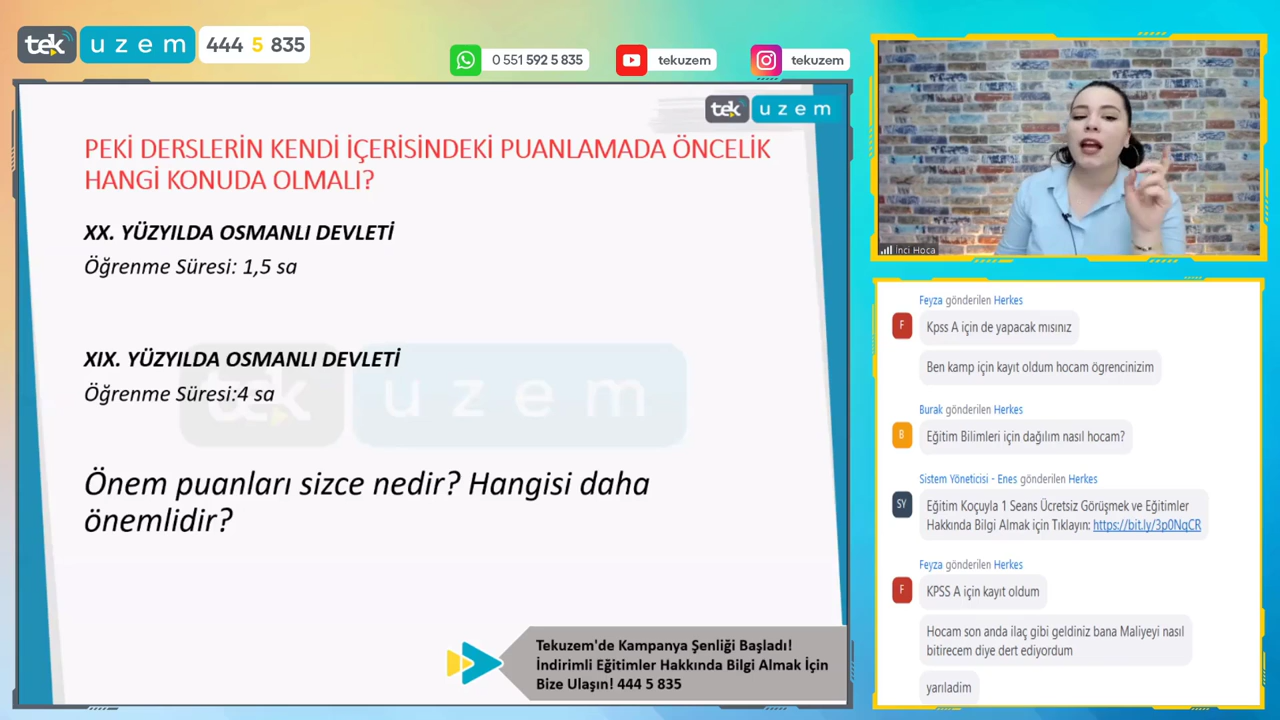 tek uzem 444 5 835
0 551 592 5 835
tekuzem
tekuzem
tek uzem
PEKİ DERSLERİN KENDİ İÇERİSİNDEKİ PUANLAMADA ÖNCELİK
HANGİ KONUDA OLMALI?
XX. YÜZYILDA OSMANLI DEVLETİ
Öğrenme Süresi: 1,5 sa
XIX. YÜZYILDA OSMANLI DEVLETİ
Öğrenme Süresi:4 sa
tek uzem
Önem puanları sizce nedir? Hangisi daha
önemlidir?
Tekuzem'de Kampanya Şenliği Başladı!
İndirimli Eğitimler Hakkında Bilgi Almak İçin
Bize Ulaşın! 444 5 835
İnci Hoca
Feyza gönderilen Herkes
F
Kpss A için de yapacak mısınız
Ben kamp için kayıt oldum hocam ögrencinizim
Burak gönderilen Herkes
B
Eğitim Bilimleri için dağılım nasıl hocam?
Sistem Yöneticisi - Enes gönderilen Herkes
SY
Eğitim Koçuyla 1 Seans Ücretsiz Görüşmek ve Eğitimler
Hakkında Bilgi Almak için Tıklayın: https://bit.ly/3p0NqCR
Feyza gönderilen Herkes
F
KPSS A için kayıt oldum
Hocam son anda ilaç gibi geldiniz bana Maliyeyi nasıl
bitirecem diye dert ediyordum
yarıladim